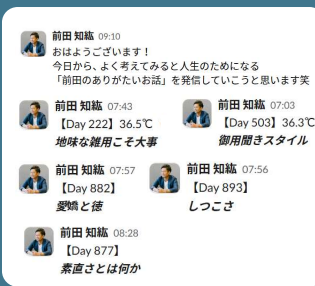 前田 知紘 09:10
おはようございます！
今日から、よく考えてみると人生のためになる
「前田のありがたいお話」を発信していこうと思います笑
前田 知紘 07:43
【Day 222】36.5℃
地味な雑用こそ大事
前田 知紘 07:03
【Day 503】36.3℃
御用聞きスタイル
前田 知紘 07:57
【Day 882】
愛嬌と徳
前田 知紘 07:56
【Day 893】
しつこさ
前田 知紘 08:28
【Day 877】
素直さとは何か